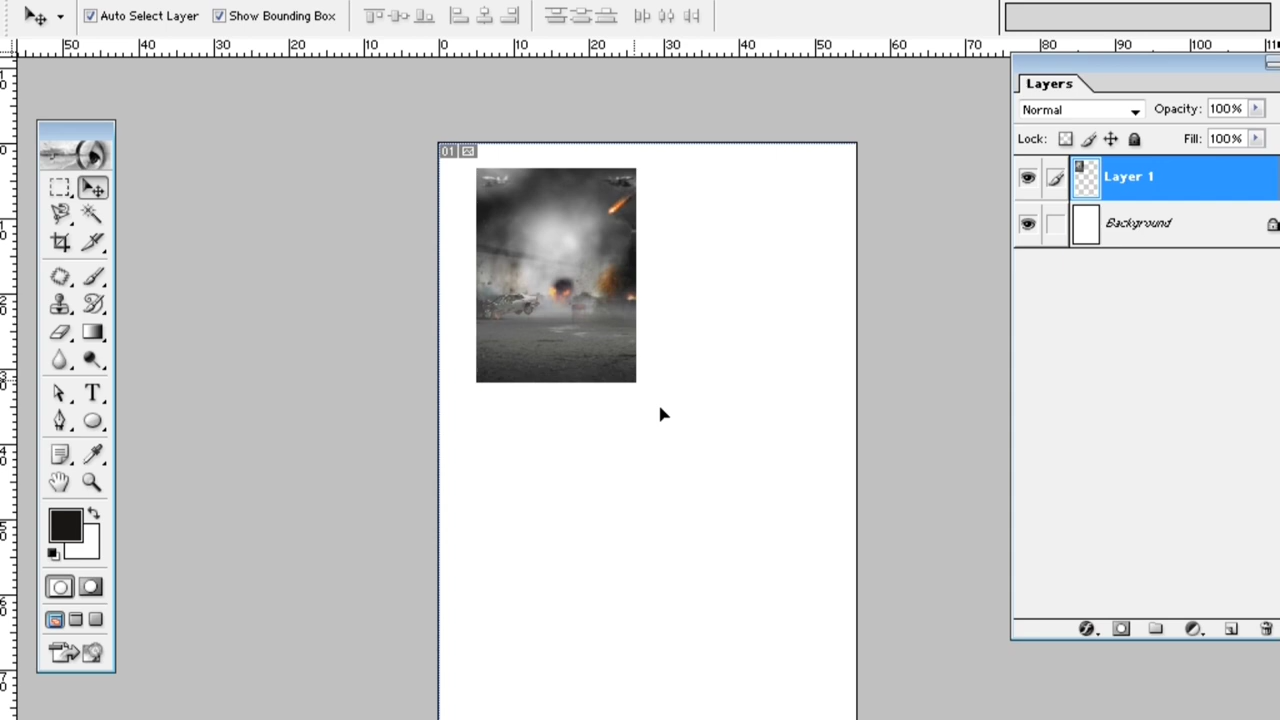 Auto Select Layer Show Bounding Box
50 40 30 20 10 0 10 20 30 40 50 60 70 80 90 100
Layers
Normal Opacity: 100%
Lock: Fill: 100%
Layer 1
Background
01
T